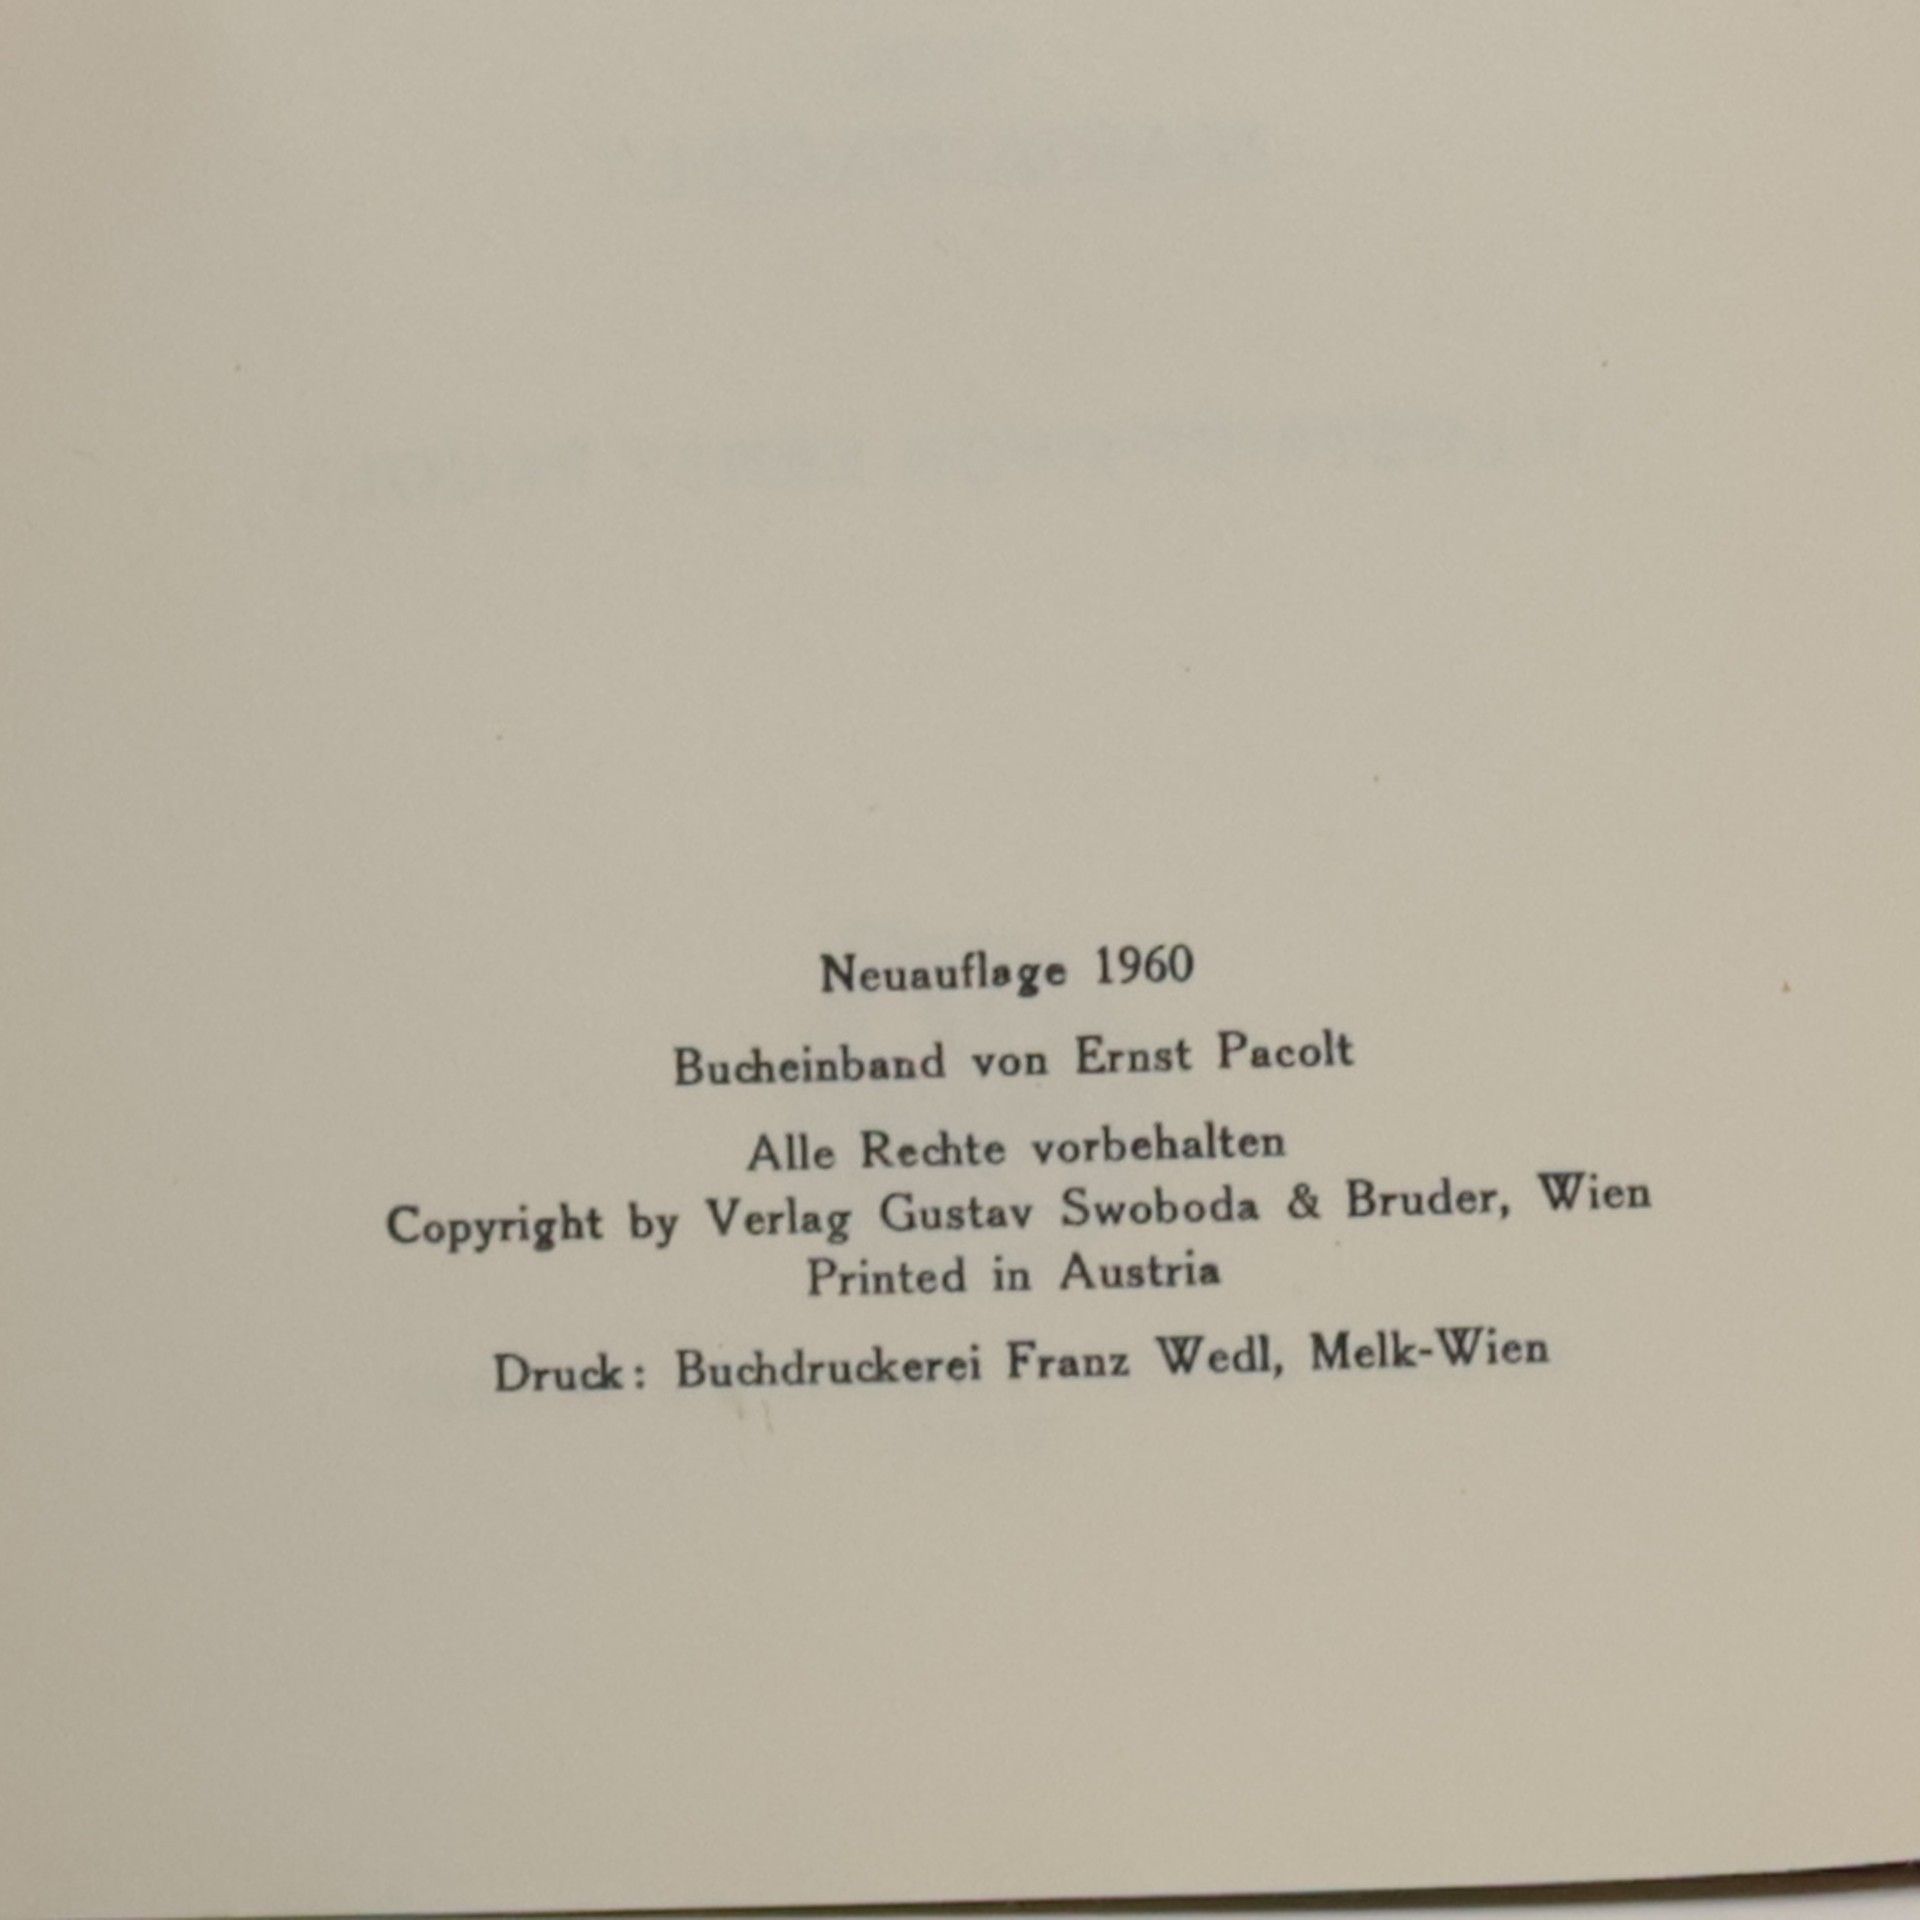 Neuauflage 1960
Bucheinband von Ernst Pacolt
Alle Rechte vorbehalten
Copyright by Verlag Gustav Swoboda & Bruder, Wien
Printed in Austria
Druck: Buchdruckerei Franz Wedl, Melk-Wien